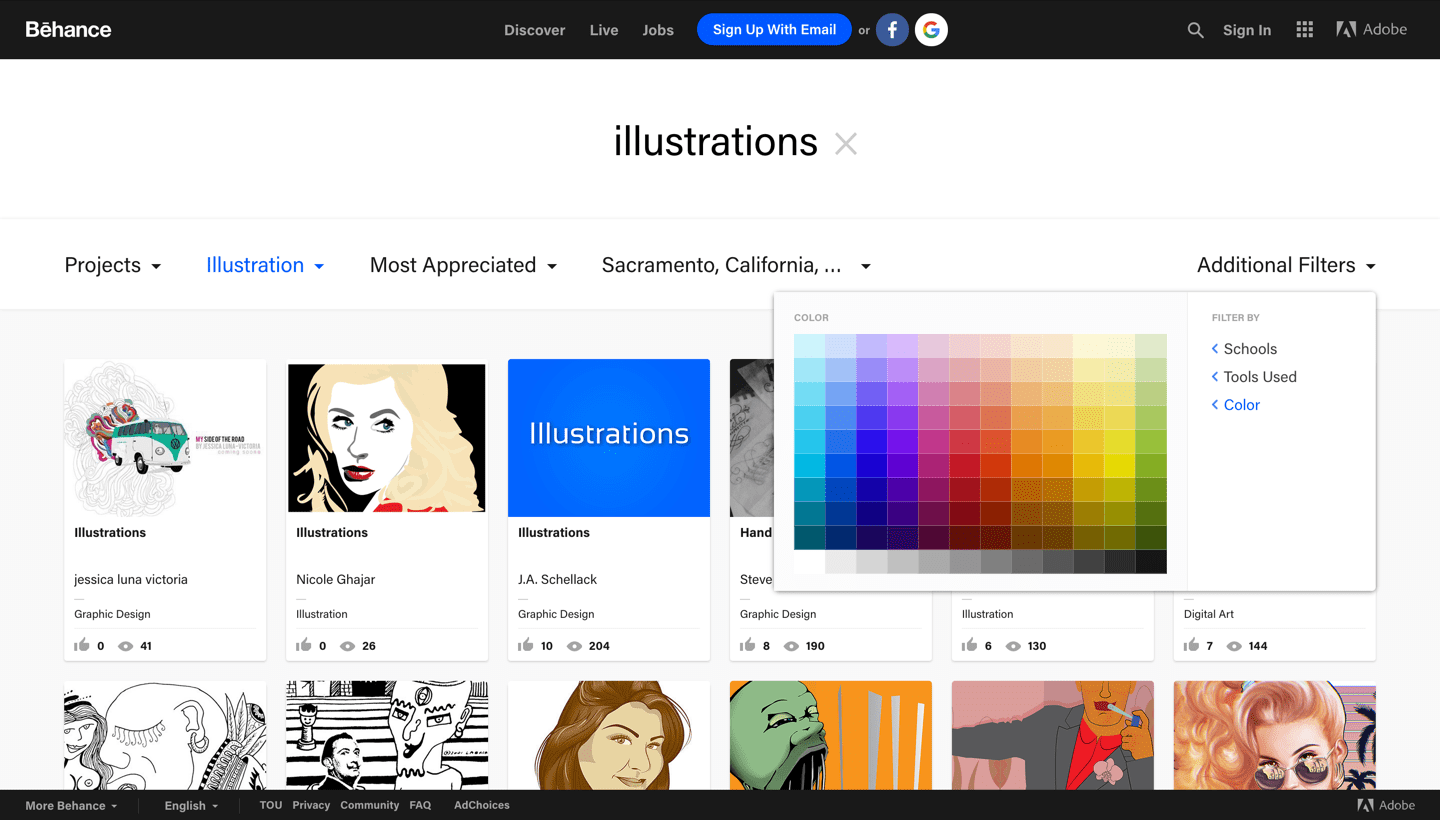 Bēhance
Discover Live Jobs Sign Up With Email or f G
Sign In Adobe
illustrations
Projects Illustration Most Appreciated Sacramento, California, ... Additional Filters
COLOR
FILTER BY
Schools
Tools Used
Color
MY SIDE OF THE ROAD
BY JESSICA LUNA-VICTORIA
coming soon
Illustrations
Illustrations Illustrations Illustrations Hand
jessica luna victoria Nicole Ghajar J.A. Schellack Steve
Graphic Design Illustration Graphic Design Graphic Design Illustration Digital Art
0 41 0 26 10 204 8 190 6 130 7 144
More Behance English TOU Privacy Community FAQ AdChoices Adobe